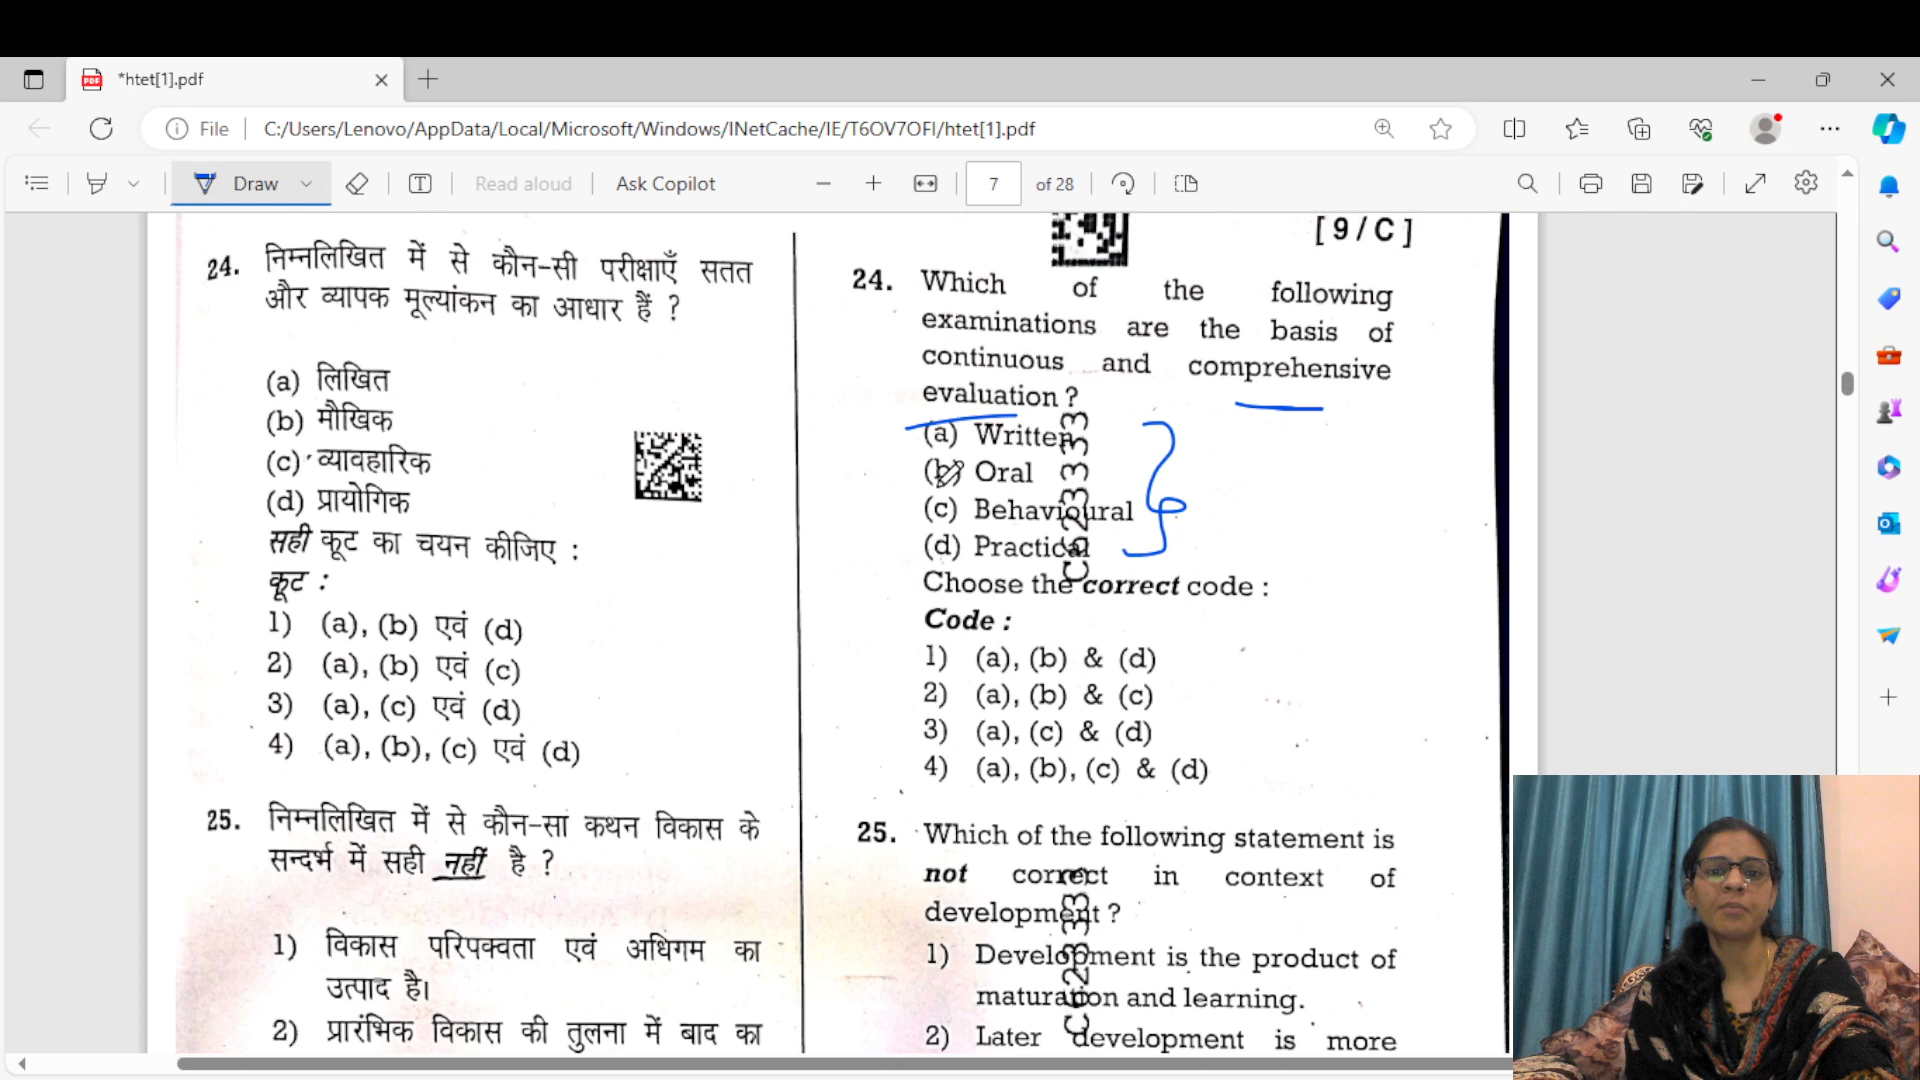 *htet[1].pdf
File
C:/Users/Lenovo/AppData/Local/Microsoft/Windows/INetCache/IE/T6OV7OFI/htet[1].pdf
Draw
Read aloud
Ask Copilot
7
of 28
24. निम्नलिखित में से कौन-सी परीक्षाएँ सतत
और व्यापक मूल्यांकन का आधार हैं ?
(a) लिखित
(b) मौखिक
(c) व्यावहारिक
(d) प्रायोगिक
सही कूट का चयन कीजिए :
कूट :
1) (a), (b) एवं (d)
2) (a), (b) एवं (c)
3) (a), (c) एवं (d)
4) (a), (b), (c) एवं (d)
25. निम्नलिखित में से कौन-सा कथन विकास के
सन्दर्भ में सही नहीं है ?
1) विकास परिपक्वता एवं अधिगम का
उत्पाद है।
2) प्रारंभिक विकास की तुलना में बाद का
[ 9 / C ]
24. Which of the following
examinations are the basis of
continuous and comprehensive
evaluation ?
(a) Written
(b) Oral
(c) Behavioural
(d) Practical
Choose the correct code :
Code :
1) (a), (b) & (d)
2) (a), (b) & (c)
3) (a), (c) & (d)
4) (a), (b), (c) & (d)
25. Which of the following statement is
not correct in context of
development ?
1) Development is the product of
maturation and learning.
2) Later development is more
C623333
C623333